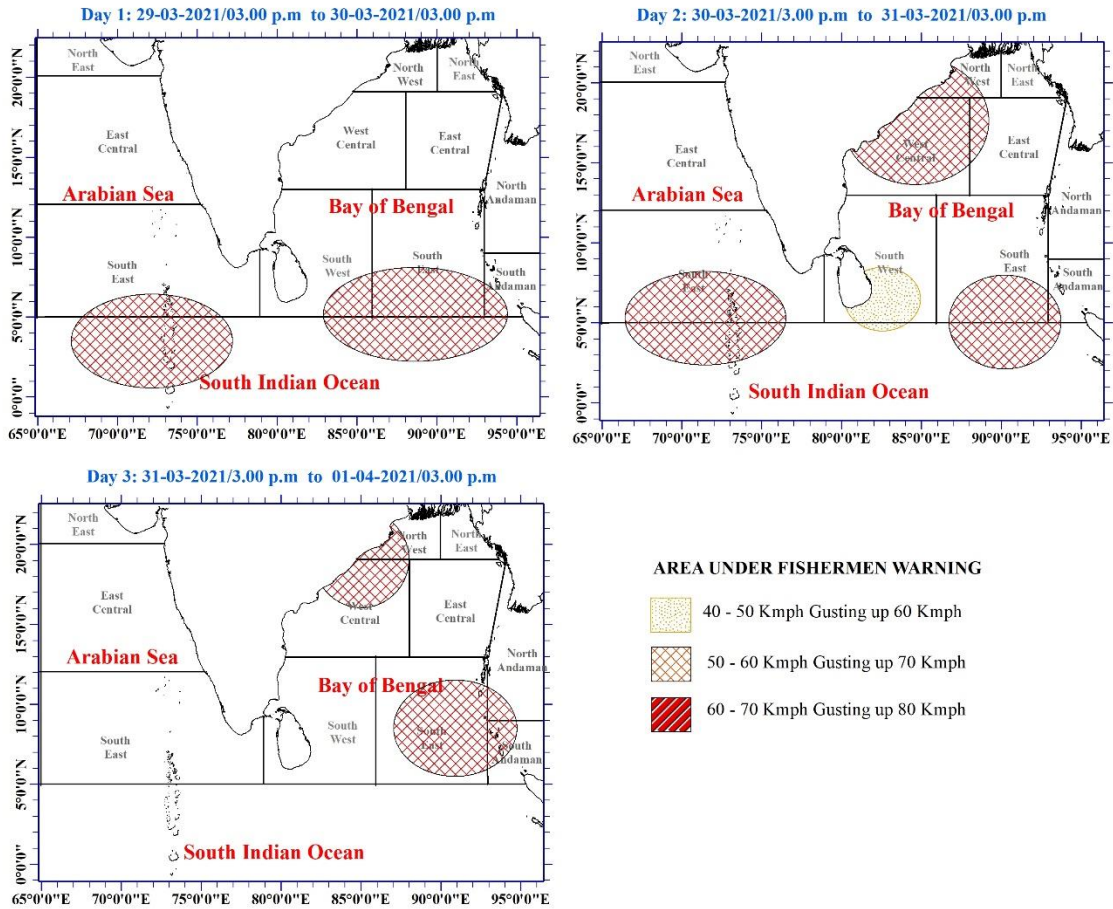 Day 1: 29-03-2021/03.00 p.m to 30-03-2021/03.00 p.m
North
East
North
West
North
East
East
Central
West
Central
East
Central
Arabian Sea
Bay of Bengal
North
Andaman
South
East
South
West
South
East
South
Andaman
South Indian Ocean
20°0'0"N
15°0'0"N
10°0'0"N
5°0'0"N
0°0'0"
65°0'0"E 70°0'0"E 75°0'0"E 80°0'0"E 85°0'0"E 90°0'0"E 95°0'0"E
Day 2: 30-03-2021/3.00 p.m to 31-03-2021/03.00 p.m
North
East
North
West
North
East
East
Central
West
Central
East
Central
Arabian Sea
Bay of Bengal
North
Andaman
South
East
South
West
South
East
South
Andaman
South Indian Ocean
20°0'0"N
15°0'0"N
10°0'0"N
5°0'0"N
0°0'0"
65°0'0"E 70°0'0"E 75°0'0"E 80°0'0"E 85°0'0"E 90°0'0"E 95°0'0"E
Day 3: 31-03-2021/3.00 p.m to 01-04-2021/03.00 p.m
North
East
North
West
North
East
East
Central
West
Central
East
Central
Arabian Sea
Bay of Bengal
North
Andaman
South
East
South
West
South
East
South
Andaman
South Indian Ocean
20°0'0"N
15°0'0"N
10°0'0"N
5°0'0"N
0°0'0"
65°0'0"E 70°0'0"E 75°0'0"E 80°0'0"E 85°0'0"E 90°0'0"E 95°0'0"E
AREA UNDER FISHERMEN WARNING
40 - 50 Kmph Gusting up 60 Kmph
50 - 60 Kmph Gusting up 70 Kmph
60 - 70 Kmph Gusting up 80 Kmph